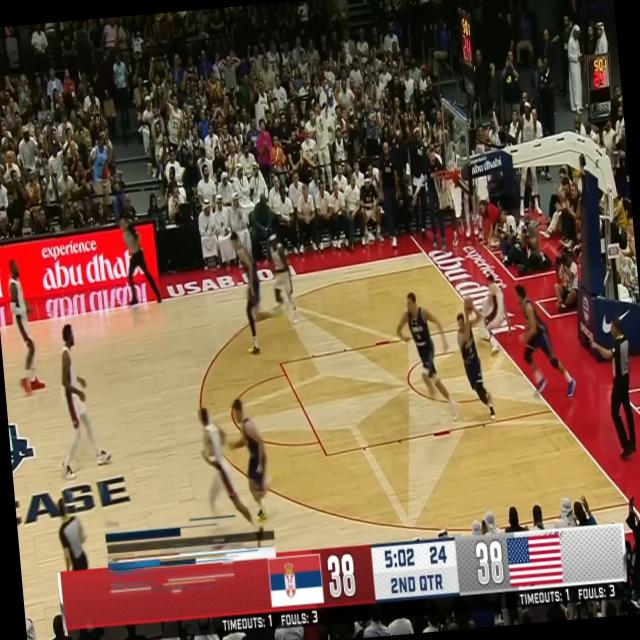 experience
abu dhabi
USAB.CO
experience
abu dhabi
CASE
38
5:02 24
2ND QTR
38
TIMEOUTS: 1 FOULS: 3
TIMEOUTS: 1 FOULS: 3